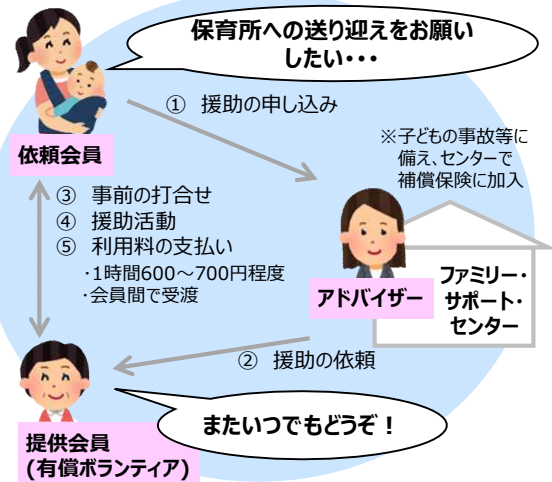 保育所への送り迎えをお願い
したい・・・
① 援助の申し込み
依頼会員
※子どもの事故等に
備え、センターで
補償保険に加入
③ 事前の打合せ
④ 援助活動
⑤ 利用料の支払い
・1時間600～700円程度
・会員間で受渡
アドバイザー
ファミリー・
サポート・
センター
② 援助の依頼
またいつでもどうぞ！
提供会員
(有償ボランティア)